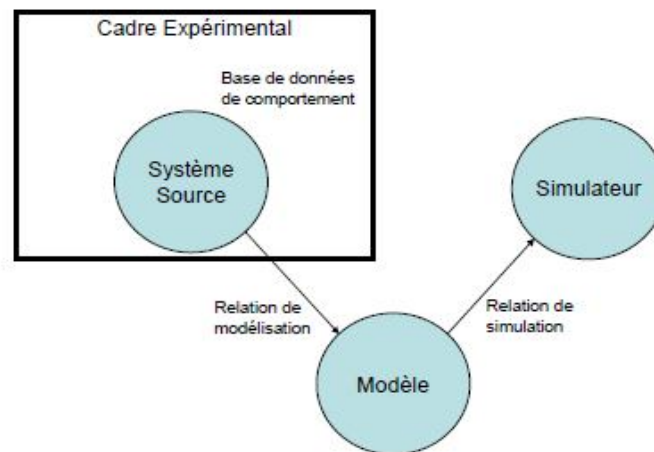 Cadre Expérimental
Base de données
de comportement
Système
Source
Simulateur
Relation de
modélisation
Relation de
simulation
Modèle